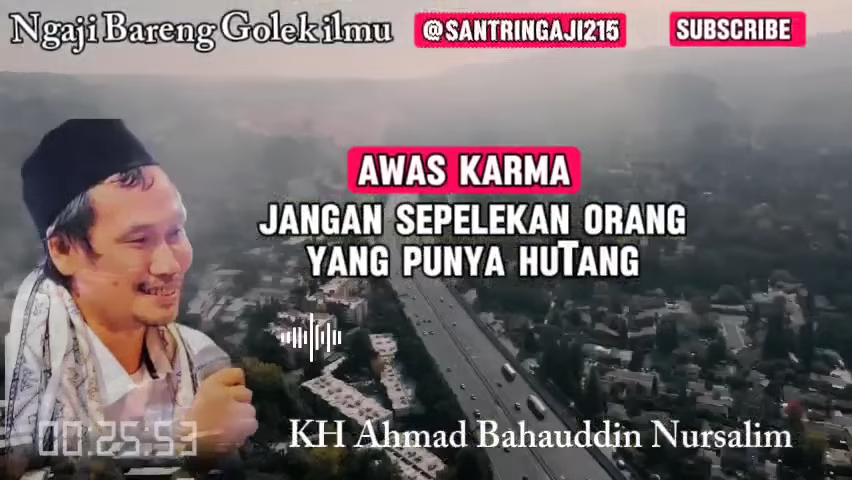 Ngaji Bareng Golek ilmu
@SANTRINGAJI215
SUBSCRIBE
AWAS KARMA
JANGAN SEPELEKAN ORANG
YANG PUNYA HUTANG
KH Ahmad Bahauddin Nursalim
00:25:53